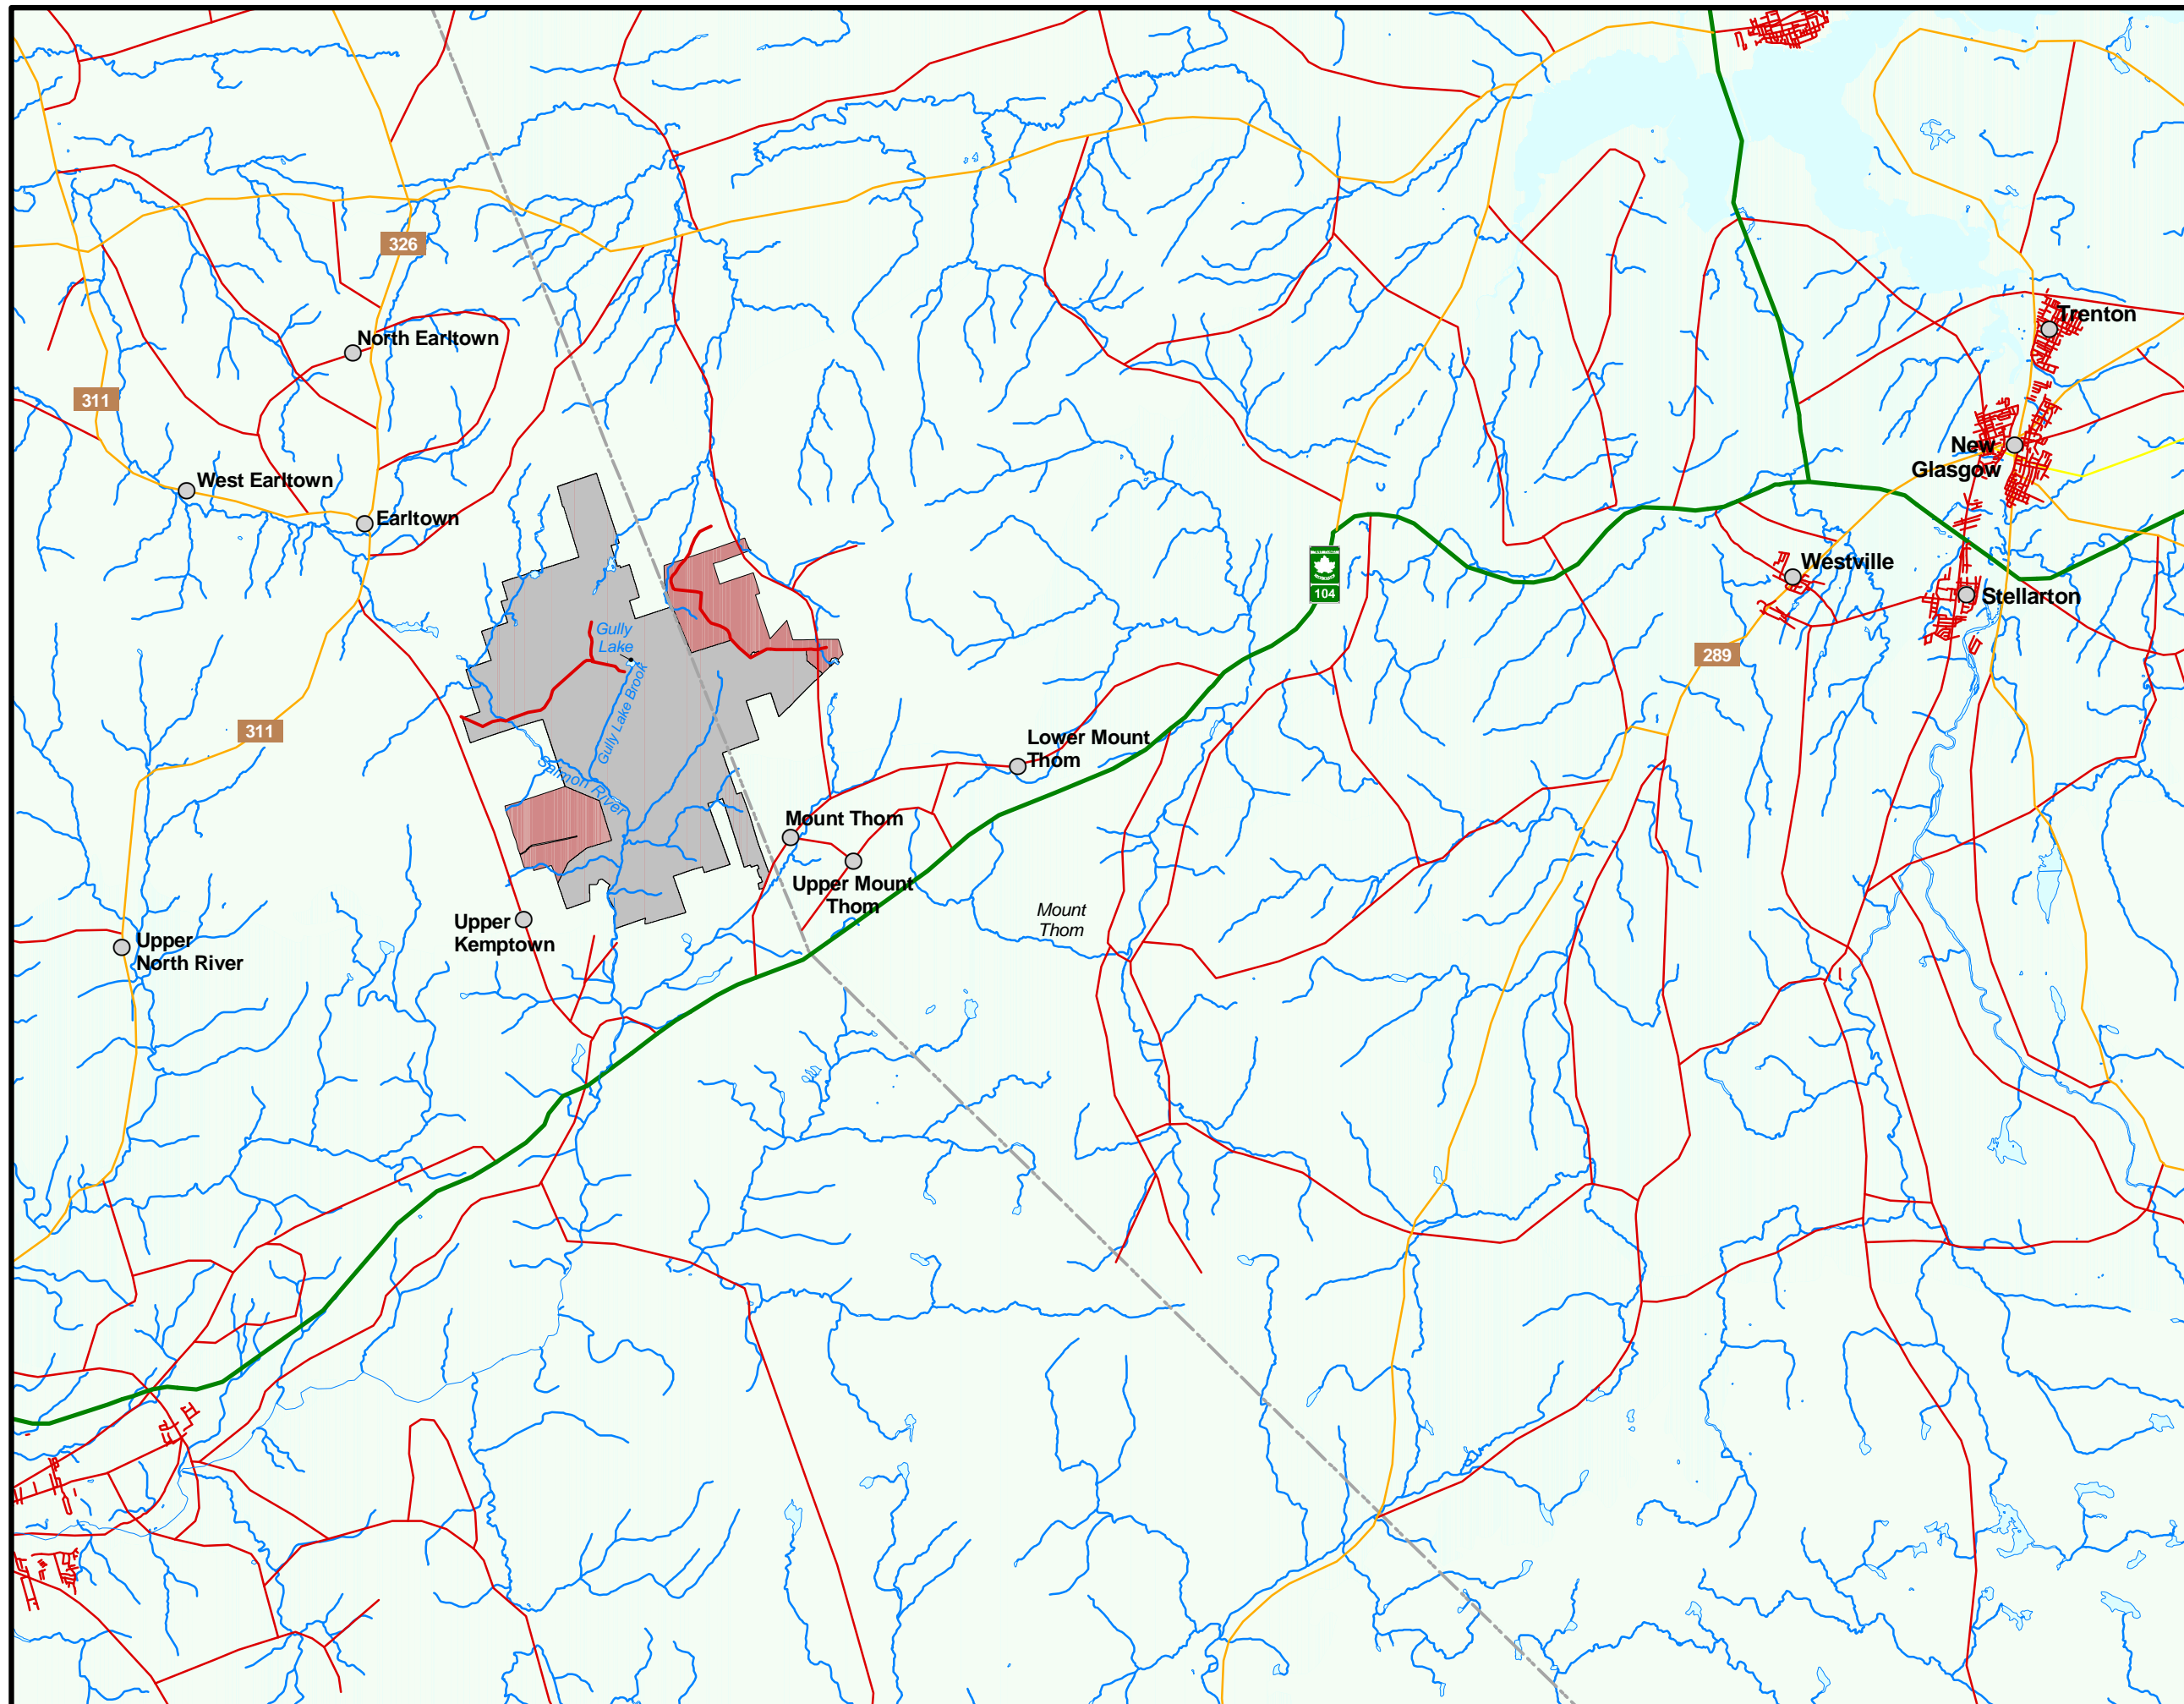 326
Trenton
North Earltown
311
New
Glasgow
West Earltown
Earltown
Westville
104
Stellarton
Gully
Lake
289
Gully Lake Brook
311
Lower Mount
Thom
Salmon River
Mount Thom
Upper Mount
Thom
Mount
Thom
Upper
Kemptown
Upper
North River